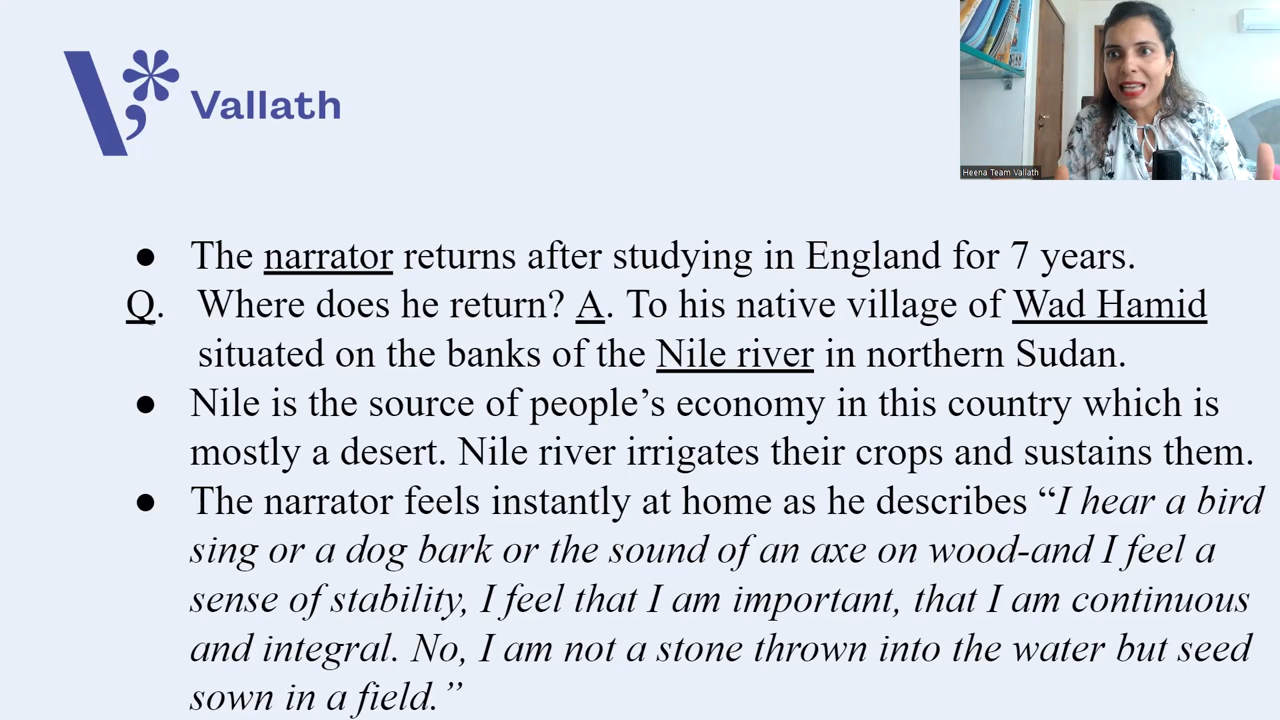 Vallath
Heena Team Vallath
● The narrator returns after studying in England for 7 years.
Q. Where does he return? A. To his native village of Wad Hamid
situated on the banks of the Nile river in northern Sudan.
● Nile is the source of people’s economy in this country which is
mostly a desert. Nile river irrigates their crops and sustains them.
● The narrator feels instantly at home as he describes “I hear a bird
sing or a dog bark or the sound of an axe on wood-and I feel a
sense of stability, I feel that I am important, that I am continuous
and integral. No, I am not a stone thrown into the water but seed
sown in a field.”